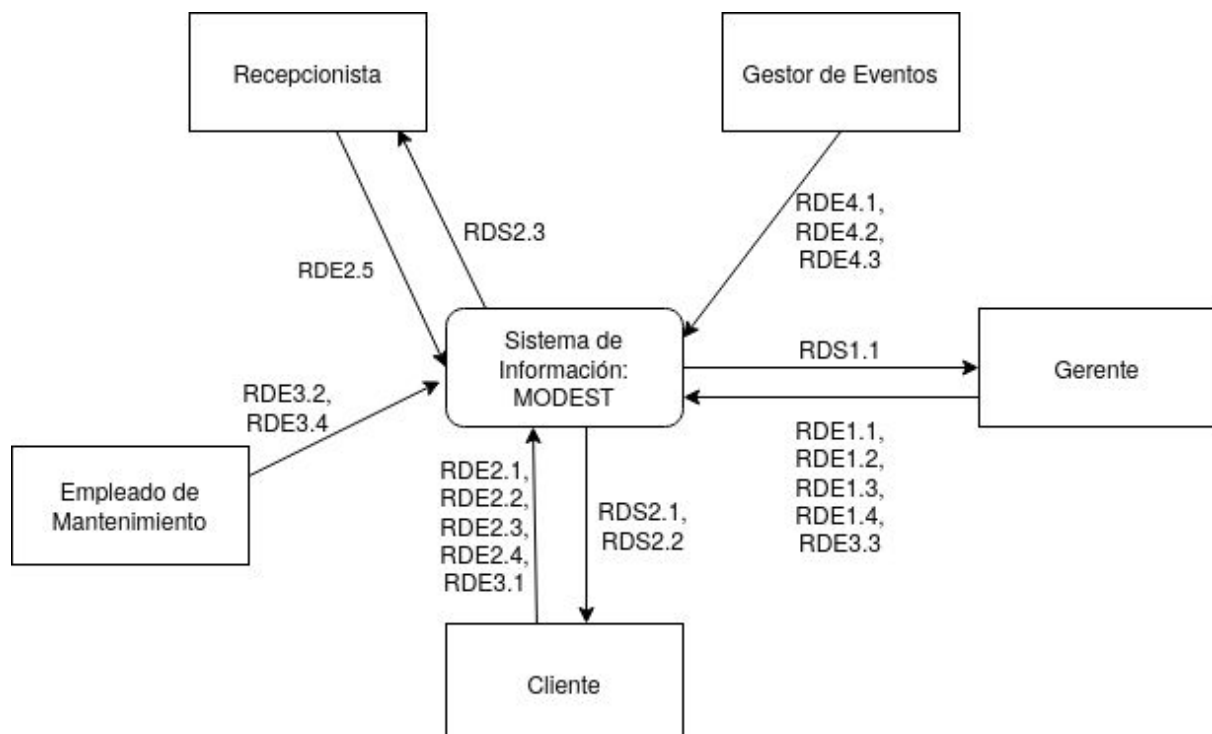 Recepcionista
Gestor de Eventos
RDE4.1,
RDE4.2,
RDE4.3
RDS2.3
RDE2.5
Sistema de
Información:
MODEST
RDS1.1
Gerente
RDE3.2,
RDE3.4
RDE1.1,
RDE1.2,
RDE1.3,
RDE1.4,
RDE3.3
Empleado de
Mantenimiento
RDE2.1,
RDE2.2,
RDE2.3,
RDE2.4,
RDE3.1
RDS2.1,
RDS2.2
Cliente